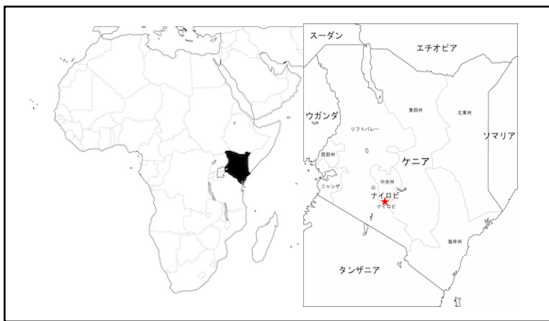 スーダン
エチオピア
ウガンダ
東部州
北東州
リフトバレー
ソマリア
西部州
ケニア
ニャンザ
中央州
ナイロビ
ナイロビ
海岸州
タンザニア